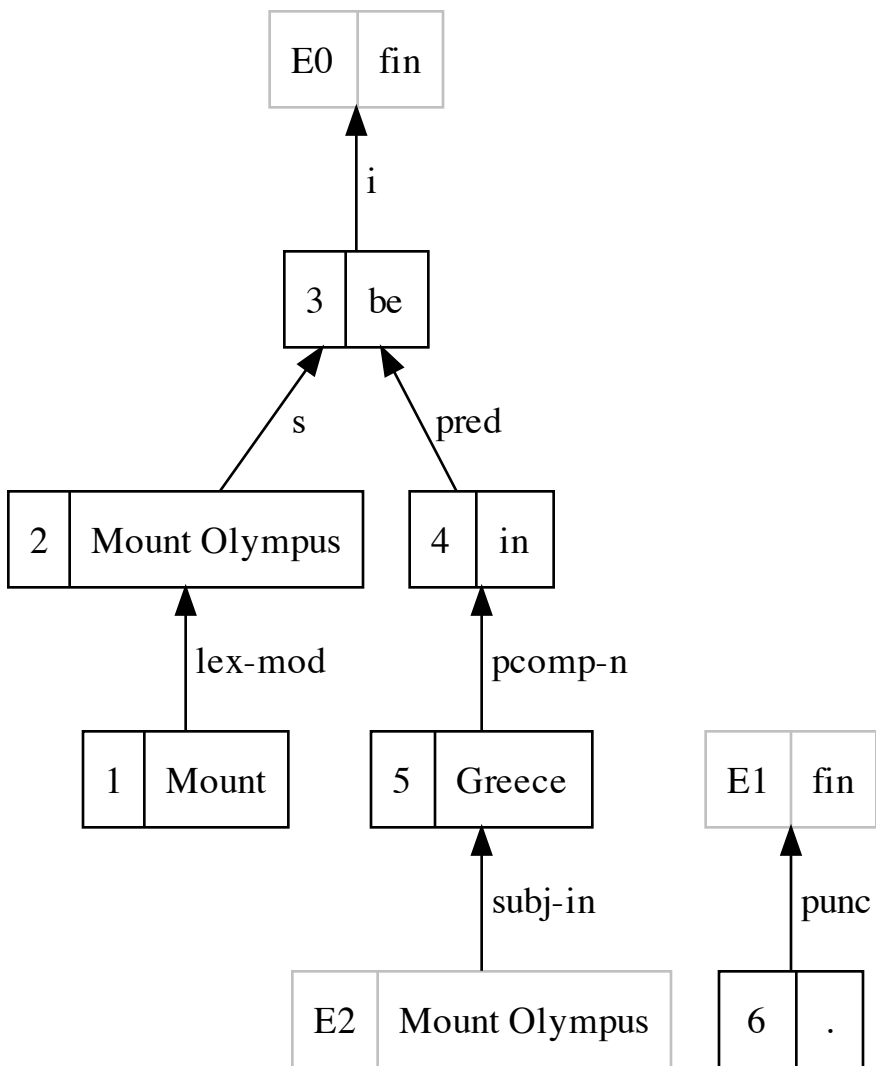 E0 fin
i
3 be
s pred
2 Mount Olympus 4 in
lex-mod pcomp-n
1 Mount 5 Greece E1 fin
subj-in punc
E2 Mount Olympus 6 .